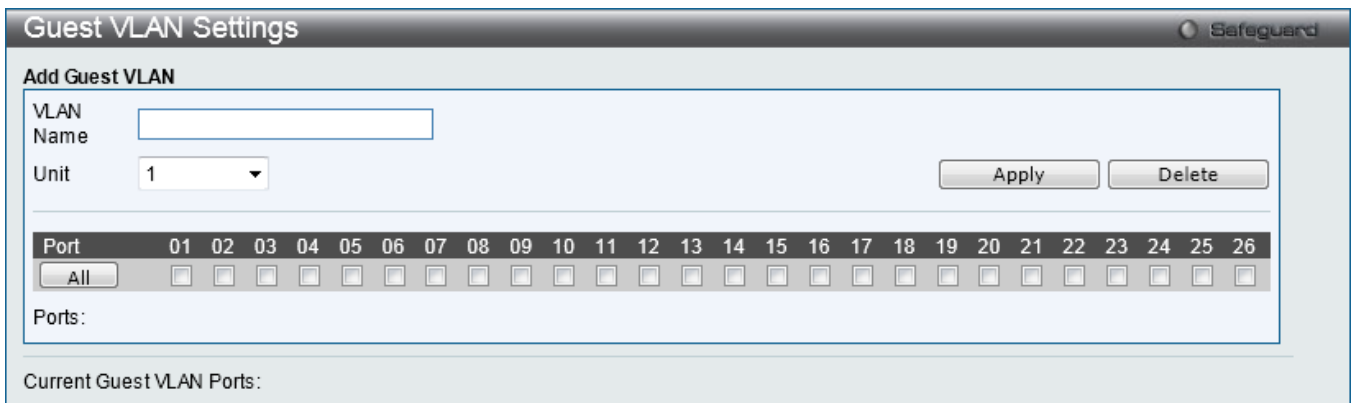 Guest VLAN Settings Safeguard
Add Guest VLAN
VLAN
Name
Unit 1 Apply Delete
Port 01 02 03 04 05 06 07 08 09 10 11 12 13 14 15 16 17 18 19 20 21 22 23 24 25 26
All
Ports:
Current Guest VLAN Ports: